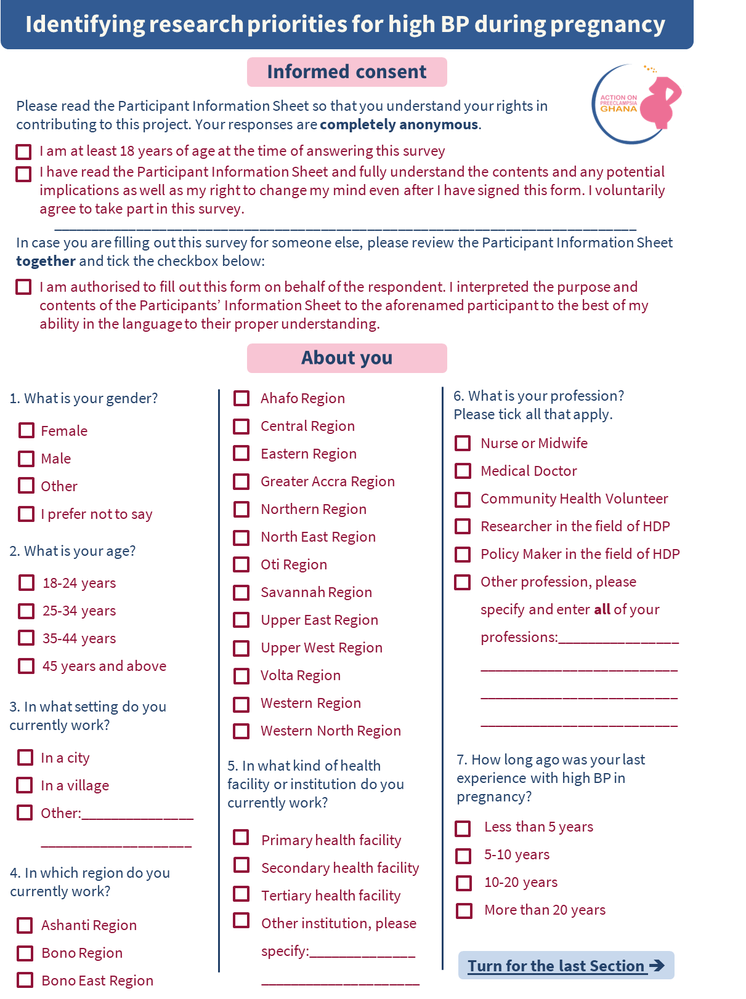 Identifying research priorities for high BP during pregnancy
Informed consent
ACTION ON
PREECLAMPSIA
GHANA
Please read the Participant Information Sheet so that you understand your rights in
contributing to this project. Your responses are completely anonymous.
I am at least 18 years of age at the time of answering this survey
I have read the Participant Information Sheet and fully understand the contents and any potential
implications as well as my right to change my mind even after I have signed this form. I voluntarily
agree to take part in this survey.
In case you are filling out this survey for someone else, please review the Participant Information Sheet
together and tick the checkbox below:
I am authorised to fill out this form on behalf of the respondent. I interpreted the purpose and
contents of the Participants’ Information Sheet to the aforenamed participant to the best of my
ability in the language to their proper understanding.
About you
1. What is your gender?
Female
Male
Other
I prefer not to say
2. What is your age?
18-24 years
25-34 years
35-44 years
45 years and above
3. In what setting do you
currently work?
In a city
In a village
Other:_______________
____________________
4. In which region do you
currently work?
Ashanti Region
Bono Region
Bono East Region
Ahafo Region
Central Region
Eastern Region
Greater Accra Region
Northern Region
North East Region
Oti Region
Savannah Region
Upper East Region
Upper West Region
Volta Region
Western Region
Western North Region
5. In what kind of health
facility or institution do you
currently work?
Primary health facility
Secondary health facility
Tertiary health facility
Other institution, please
specify:______________
_____________________
6. What is your profession?
Please tick all that apply.
Nurse or Midwife
Medical Doctor
Community Health Volunteer
Researcher in the field of HDP
Policy Maker in the field of HDP
Other profession, please
specify and enter all of your
professions:________________
__________________________
__________________________
__________________________
7. How long ago was your last
experience with high BP in
pregnancy?
Less than 5 years
5-10 years
10-20 years
More than 20 years
Turn for the last Section →